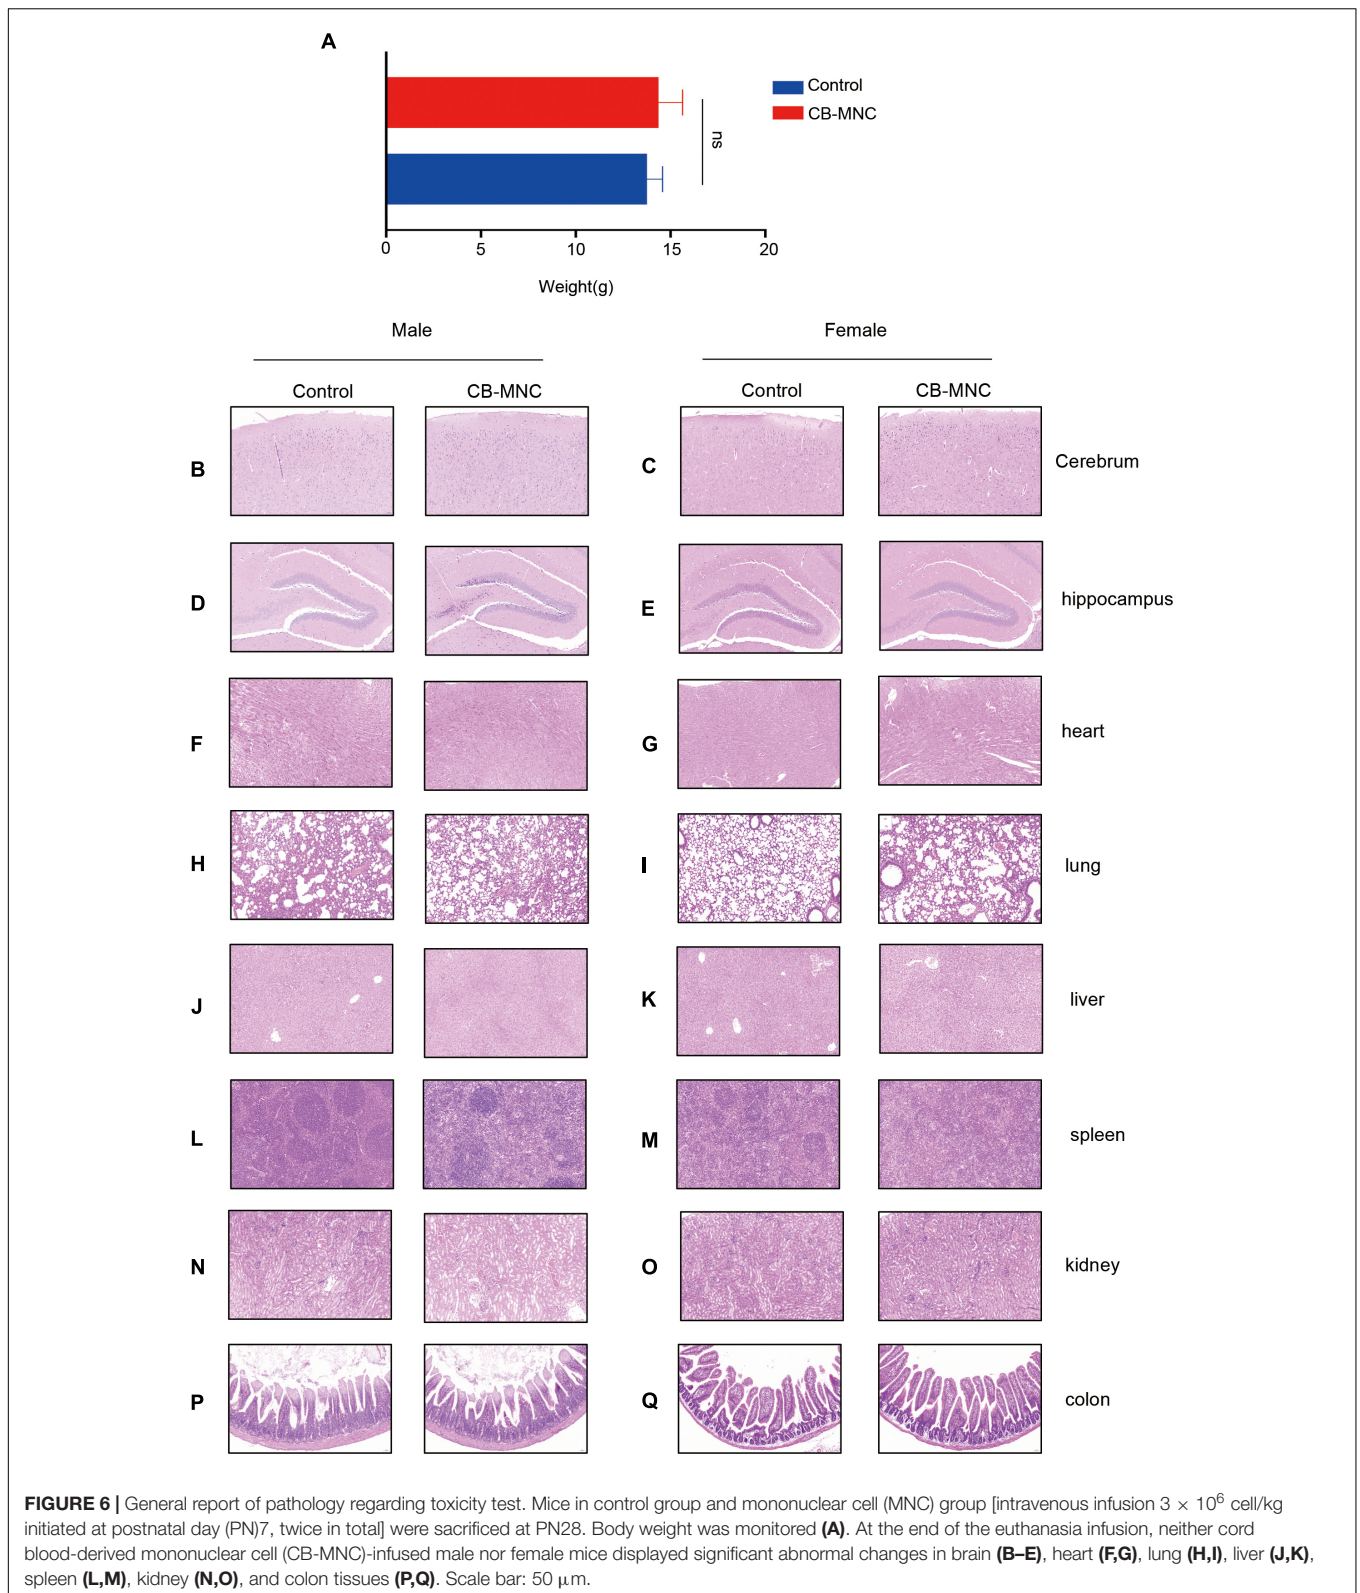 A
Control
CB-MNC
ns
0 5 10 15 20
Weight(g)
Male Female
Control CB-MNC Control CB-MNC
B C Cerebrum
D E hippocampus
F G heart
H I lung
J K liver
L M spleen
N O kidney
P Q colon
FIGURE 6 | General report of pathology regarding toxicity test. Mice in control group and mononuclear cell (MNC) group [intravenous infusion 3 × 10⁶ cell/kg
initiated at postnatal day (PN)7, twice in total] were sacrificed at PN28. Body weight was monitored (A). At the end of the euthanasia infusion, neither cord
blood-derived mononuclear cell (CB-MNC)-infused male nor female mice displayed significant abnormal changes in brain (B–E), heart (F,G), lung (H,I), liver (J,K),
spleen (L,M), kidney (N,O), and colon tissues (P,Q). Scale bar: 50 μm.